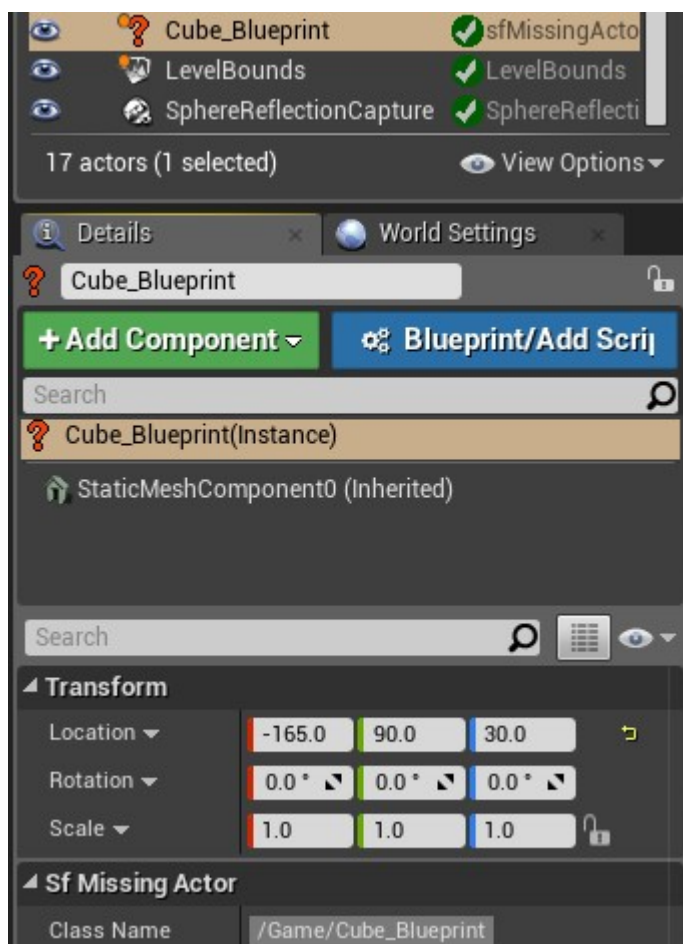 Cube_Blueprint sfMissingActo
LevelBounds LevelBounds
SphereReflectionCapture SphereReflecti
17 actors (1 selected) View Options
Details World Settings
Cube_Blueprint
+Add Component Blueprint/Add Scrip
Search
Cube_Blueprint(Instance)
StaticMeshComponent0 (Inherited)
Search
Transform
Location -165.0 90.0 30.0
Rotation 0.0 ° 0.0 ° 0.0 °
Scale 1.0 1.0 1.0
Sf Missing Actor
Class Name /Game/Cube_Blueprint